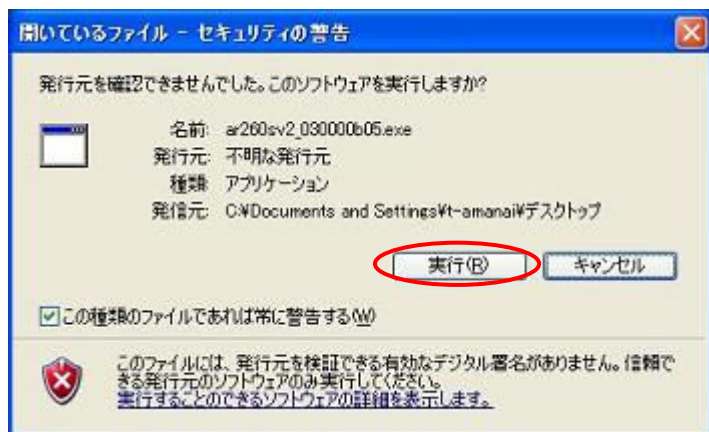 開いているファイル - セキュリティの警告
発行元を確認できませんでした。このソフトウェアを実行しますか?
名前: ar260sv2_030000b05.exe
発行元: 不明な発行元
種類: アプリケーション
発信元: C:¥Documents and Settings¥t-amanai¥デスクトップ
実行(R) キャンセル
この種類のファイルであれば常に警告する(W)
このファイルには、発行元を検証できる有効なデジタル署名がありません。信頼で
きる発行元のソフトウェアのみ実行してください。
実行することのできるソフトウェアの詳細を表示します。